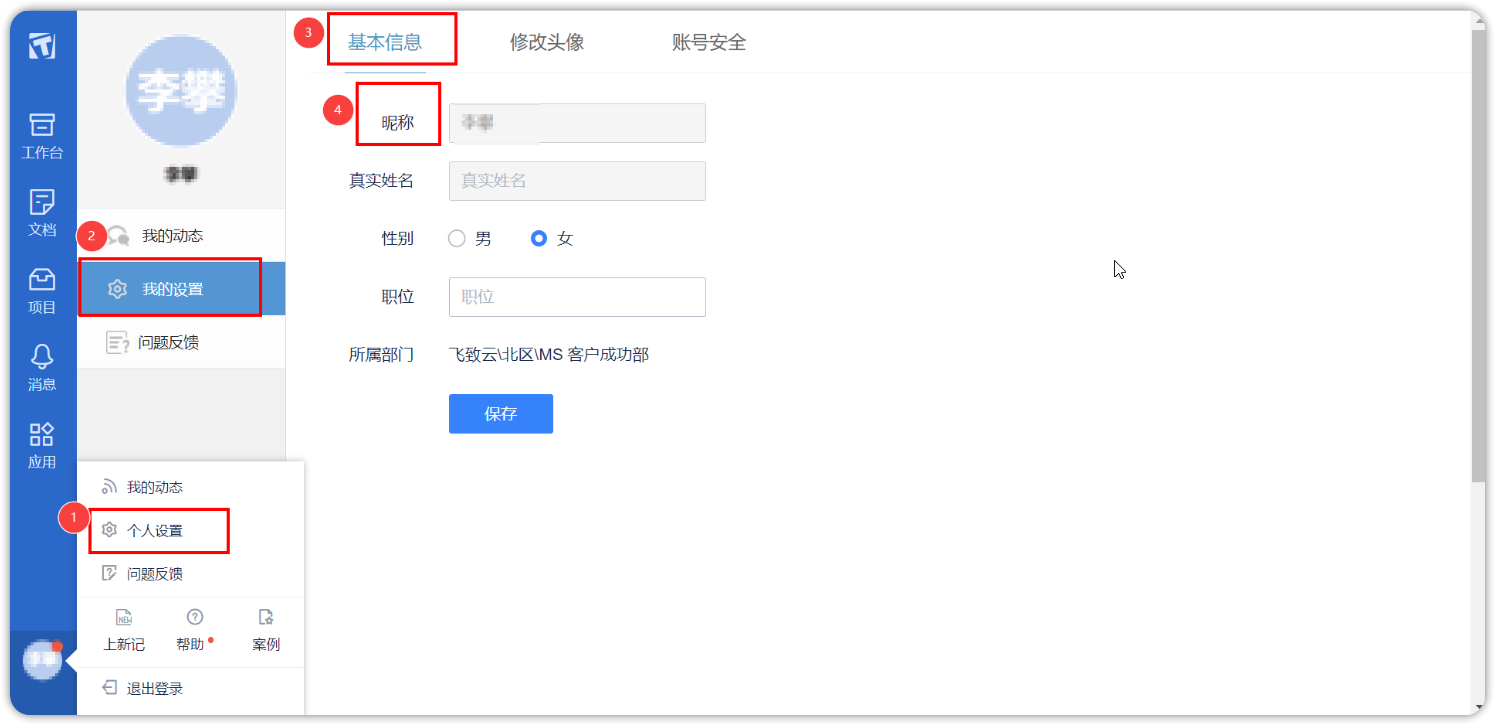 李攀
工作台
文档
项目
消息
应用
2
我的动态
我的设置
问题反馈
我的动态
1
个人设置
问题反馈
上新记
帮助
案例
退出登录
3
基本信息
修改头像
账号安全
4
昵称
真实姓名
真实姓名
性别
男
女
职位
职位
所属部门
飞致云\北区\MS 客户成功部
保存